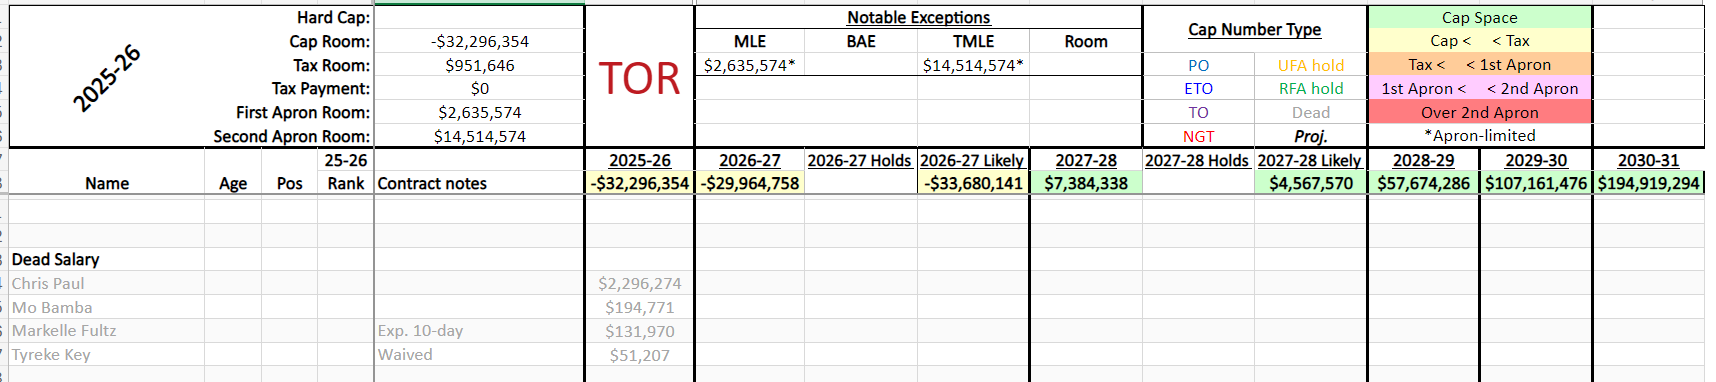 Hard Cap: Notable Exceptions Cap Space
Cap Room: -$32,296,354 MLE BAE TMLE Room Cap Number Type Cap < < Tax
2025-26 Tax Room: $951,646 TOR $2,635,574* $14,514,574* PO UFA hold Tax < < 1st Apron
Tax Payment: $0 ETO RFA hold 1st Apron < < 2nd Apron
First Apron Room: $2,635,574 TO Dead Over 2nd Apron
Second Apron Room: $14,514,574 NGT Proj. *Apron-limited
25-26 2025-26 2026-27 2026-27 Holds 2026-27 Likely 2027-28 2027-28 Holds 2027-28 Likely 2028-29 2029-30 2030-31
Name Age Pos Rank Contract notes -$32,296,354 -$29,964,758 -$33,680,141 $7,384,338 $4,567,570 $57,674,286 $107,161,476 $194,919,294
Dead Salary
Chris Paul $2,296,274
Mo Bamba $194,771
Markelle Fultz Exp. 10-day $131,970
Tyreke Key Waived $51,207